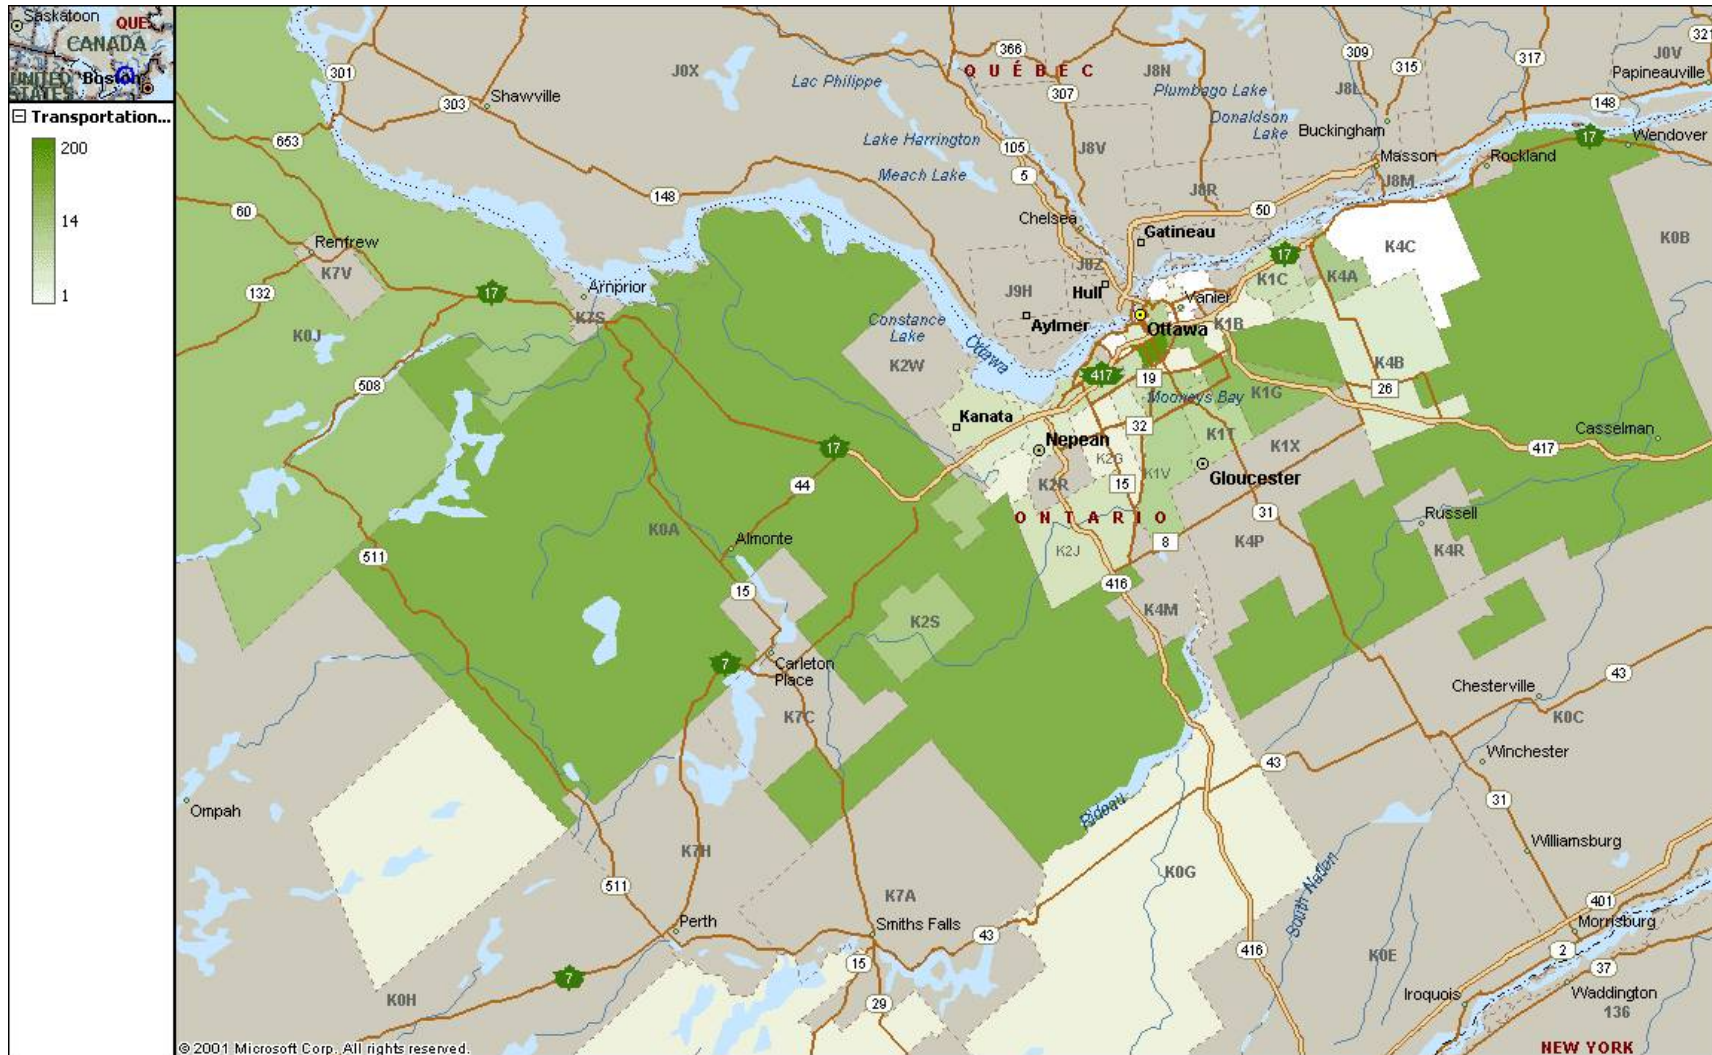 Saskatoon
QUE.
CANADA
UNITED
STATES
Boston
Transportation...
200
14
1
301
303
Shawville
J0X
Lac Philippe
366
QUÉBEC
307
J8N
Plumbago Lake
Donaldson
Lake
309
315
317
321
J0V
Papineauville
J8L
148
Buckingham
Wendover
17
653
Lake Harrington
105
5
J8V
Masson
Rockland
Meach Lake
J8R
J8M
148
60
Chelsea
50
Renfrew
Gatineau
K4C
K0B
K7V
17
132
17
Arnprior
J8Z
K1C
K4A
J9H
Hull
Vanier
K7S
Constance
Lake
Aylmer
Ottawa
K1B
K0J
Ottawa
K2W
K4B
508
417
19
26
Mooneys Bay
K1G
Kanata
32
K1T
K1X
Casselman
17
Nepean
417
K2G
K1V
44
K2R
15
Gloucester
ONTARIO
31
Russell
K0A
Almonte
8
K4P
K2J
K4R
511
15
416
K4M
K2S
7
Carleton
Place
43
Chesterville
K7C
K0C
Winchester
43
Ompah
31
Rideau
Williamsburg
K7H
K0G
511
K7A
South Nation
401
Perth
Smiths Falls
43
Morrisburg
416
2
15
K0E
7
37
K0H
29
Iroquois
Waddington
136
© 2001 Microsoft Corp. All rights reserved.
NEW YORK